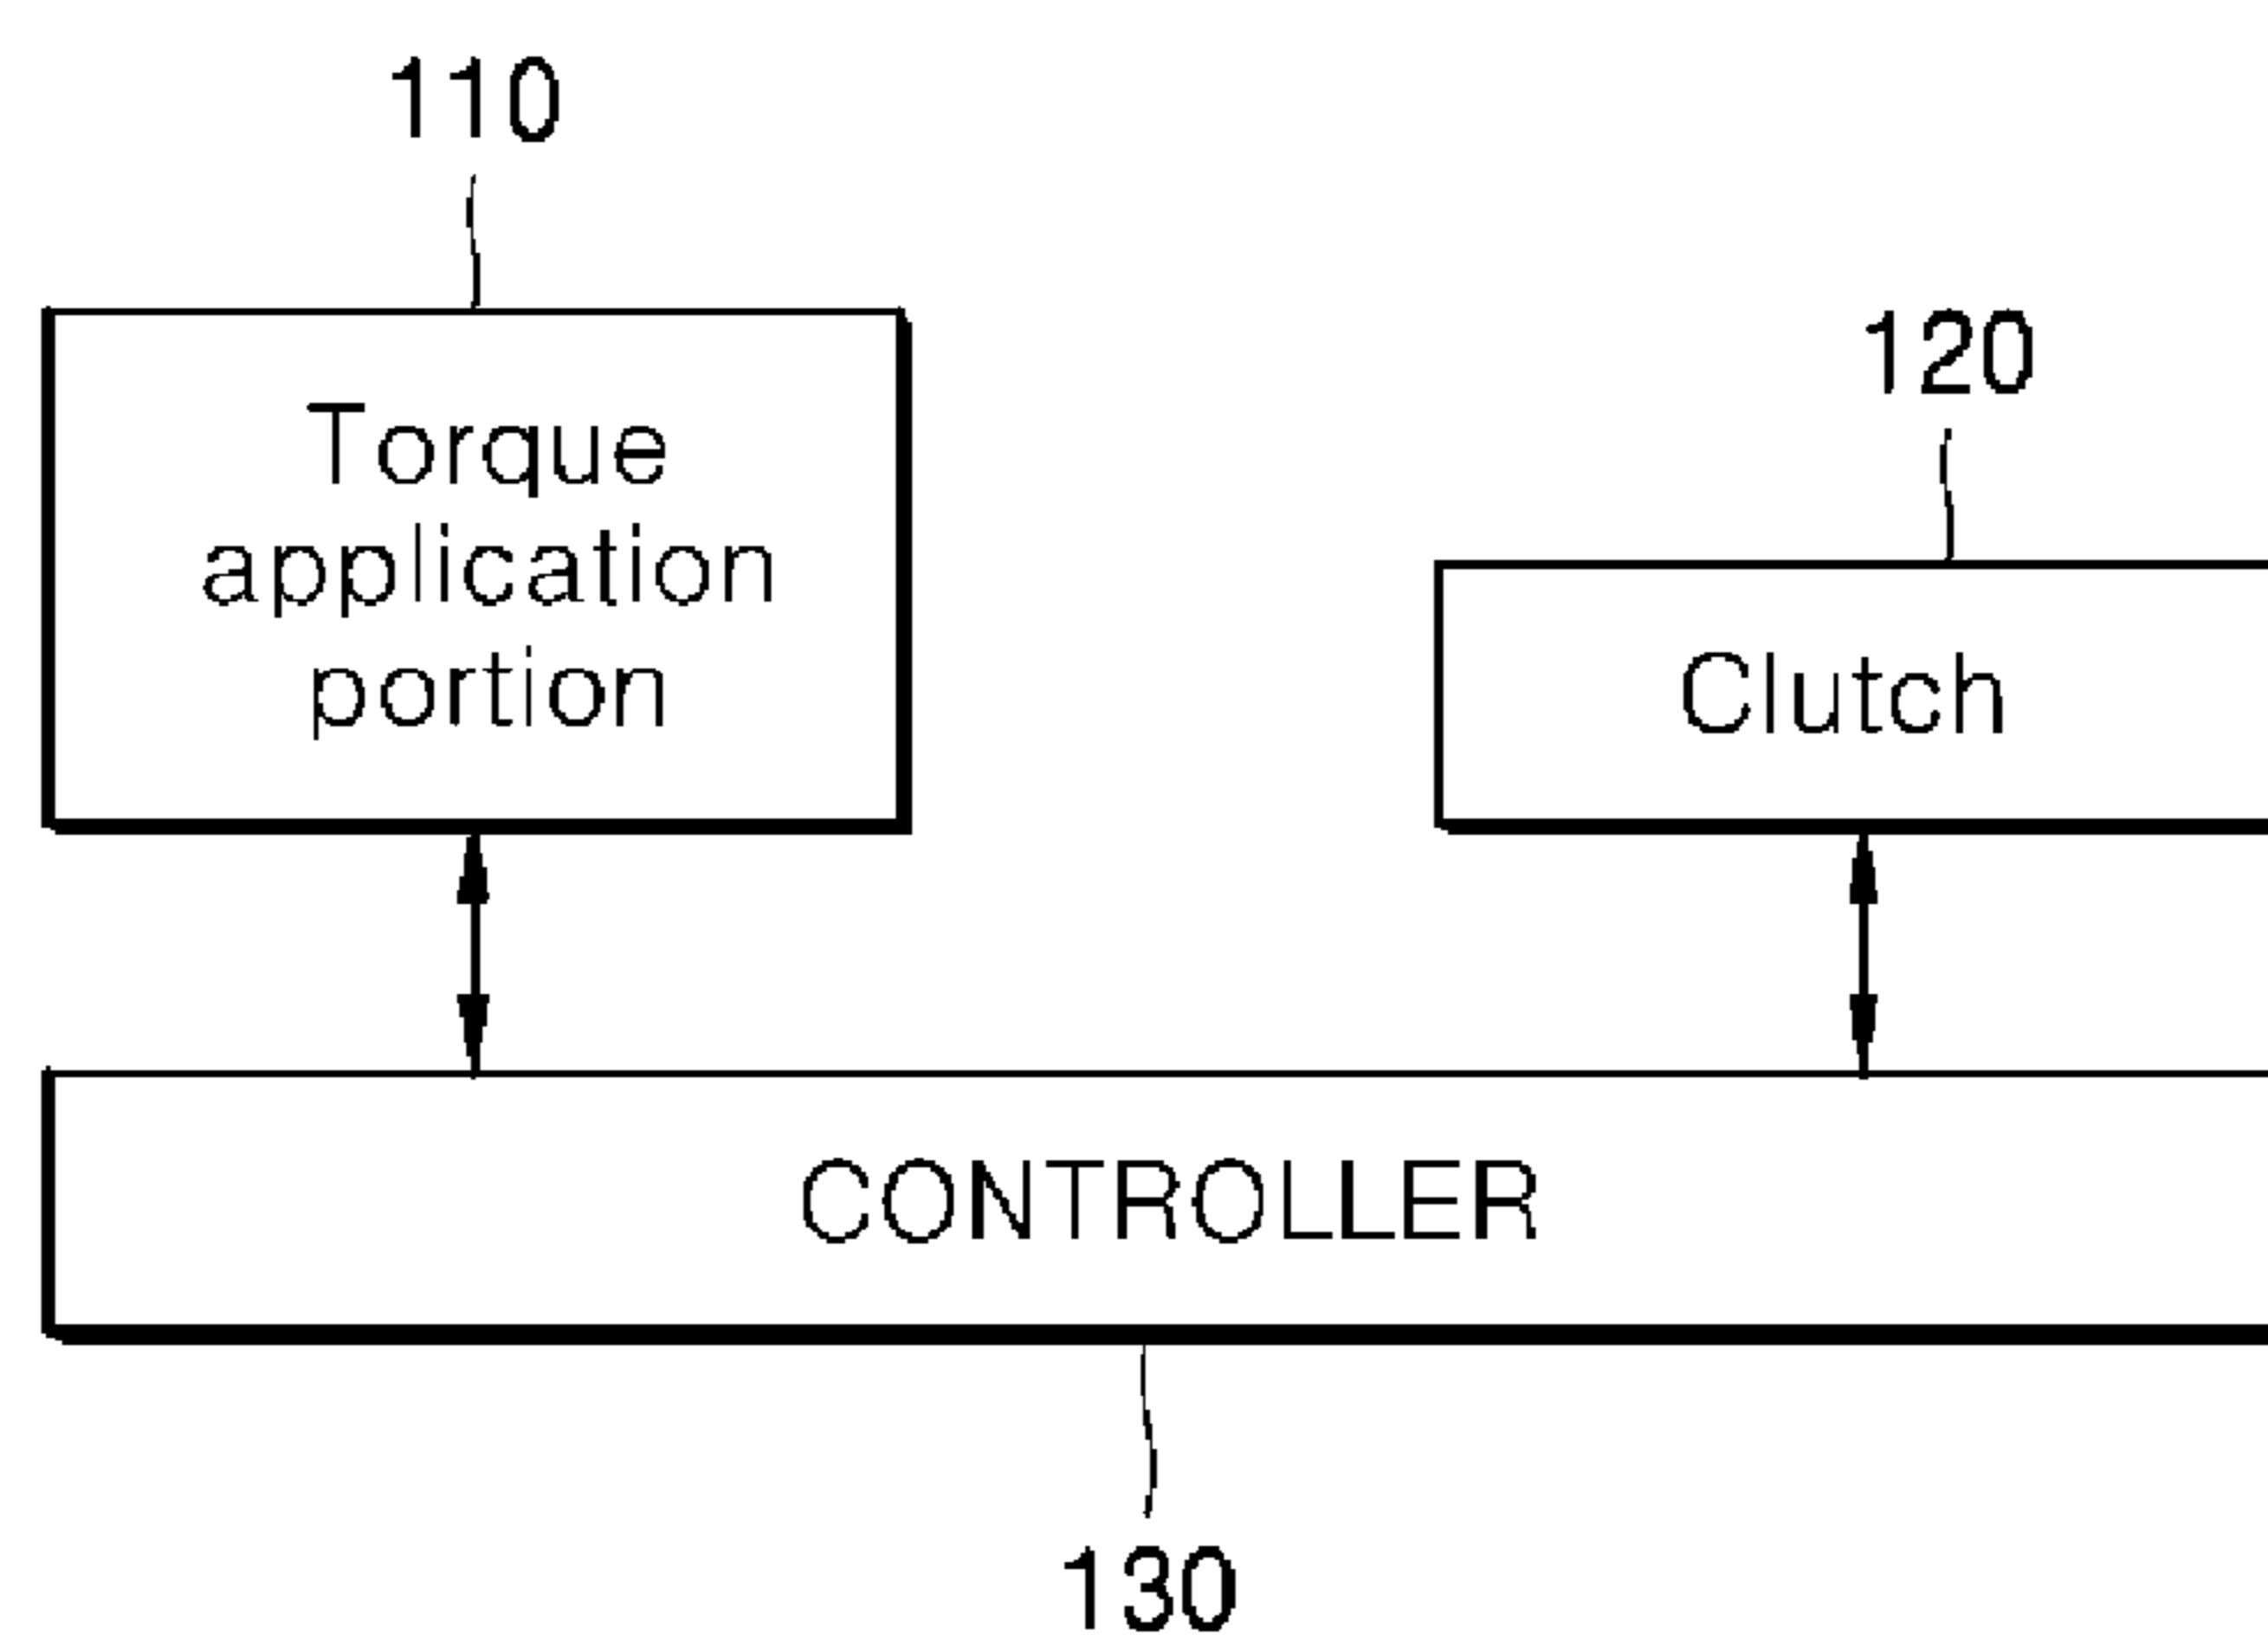 110
120
Torque
application
portion
Clutch
CONTROLLER
130